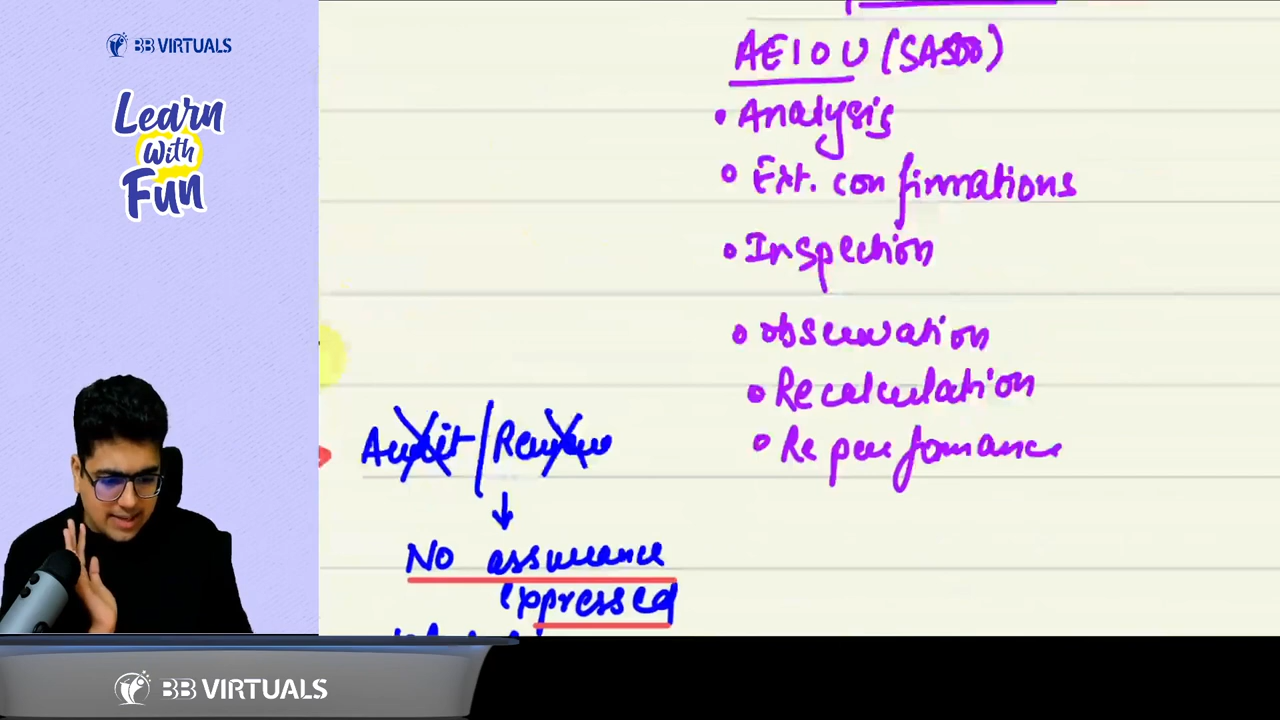 BB VIRTUALS
Learn
With
Fun
AEIOU (SA500)
• Analysis
• Ext. confirmations
• Inspection
• observation
• Recalculation
• Reperformance
Audit / Review
↓
No assurance
expressed
BB VIRTUALS